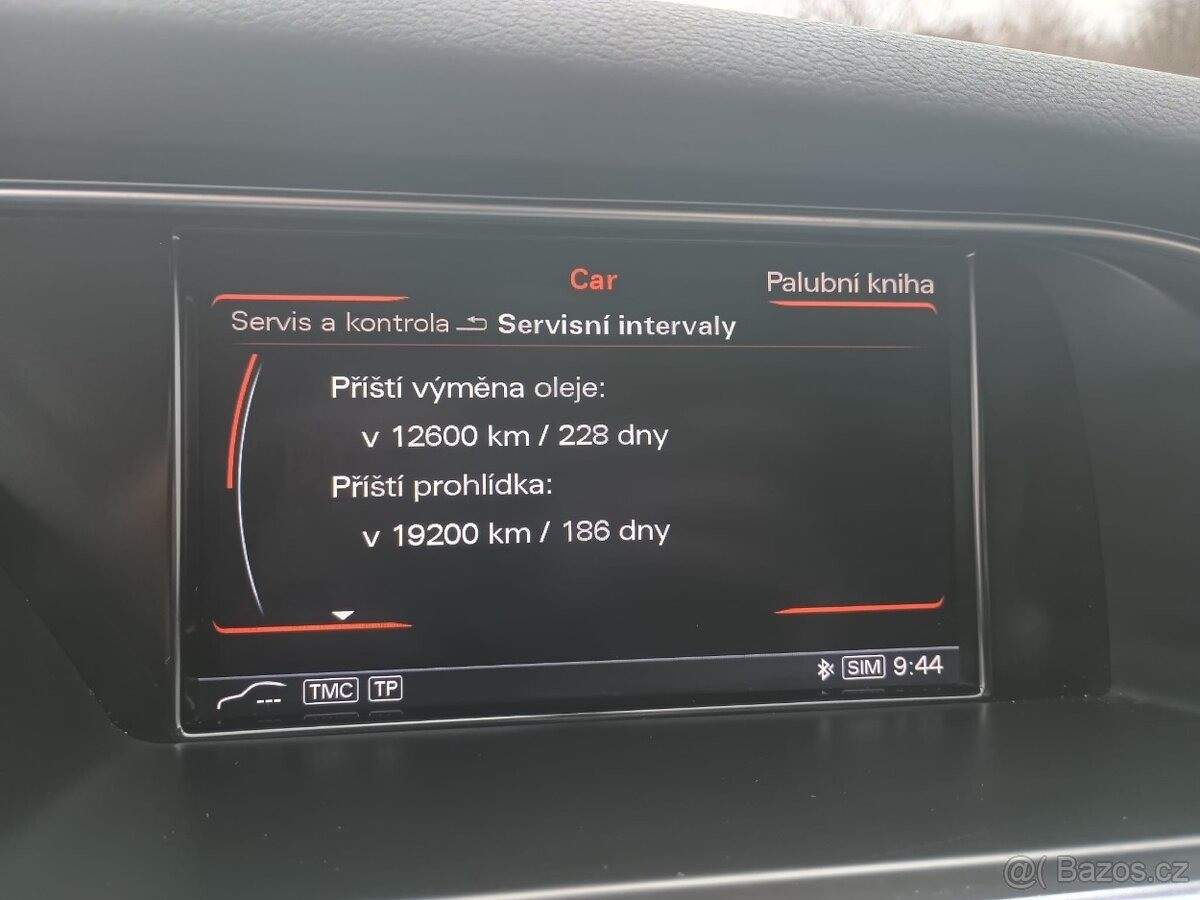 Car
Palubní kniha
Servis a kontrola Servisní intervaly
Příští výměna oleje:
v 12600 km / 228 dny
Příští prohlídka:
v 19200 km / 186 dny
TMC TP SIM 9:44
@( Bazos.cz